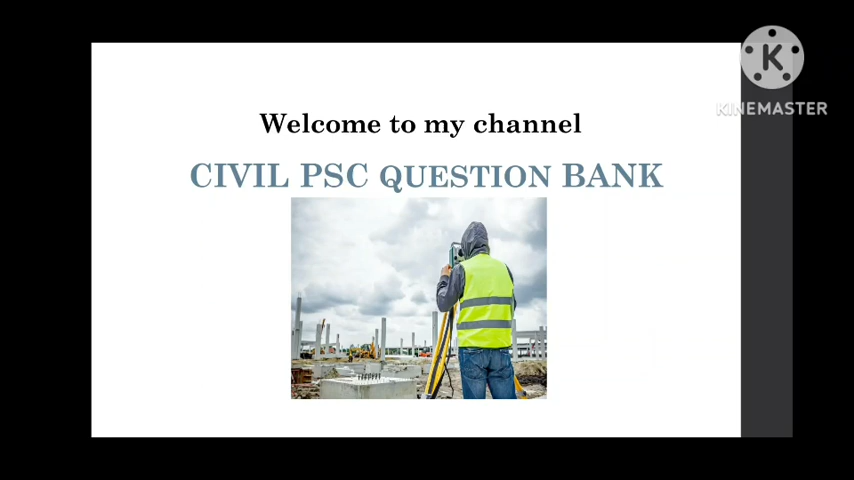 Welcome to my channel
CIVIL PSC QUESTION BANK
K
KINEMASTER